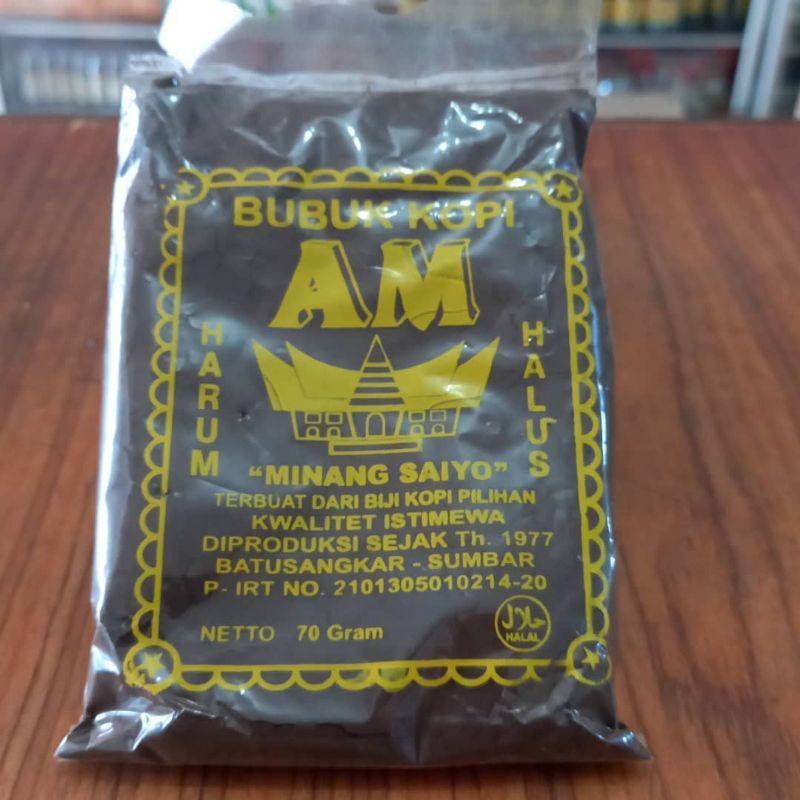 BUBUK KOPI
AM
HARUM
HALUS
"MINANG SAIYO"
TERBUAT DARI BIJI KOPI PILIHAN
KWALITET ISTIMEWA
DIPRODUKSI SEJAK Th. 1977
BATUSANGKAR - SUMBAR
P- IRT NO. 2101305010214-20
NETTO 70 Gram
حلال
HALAL